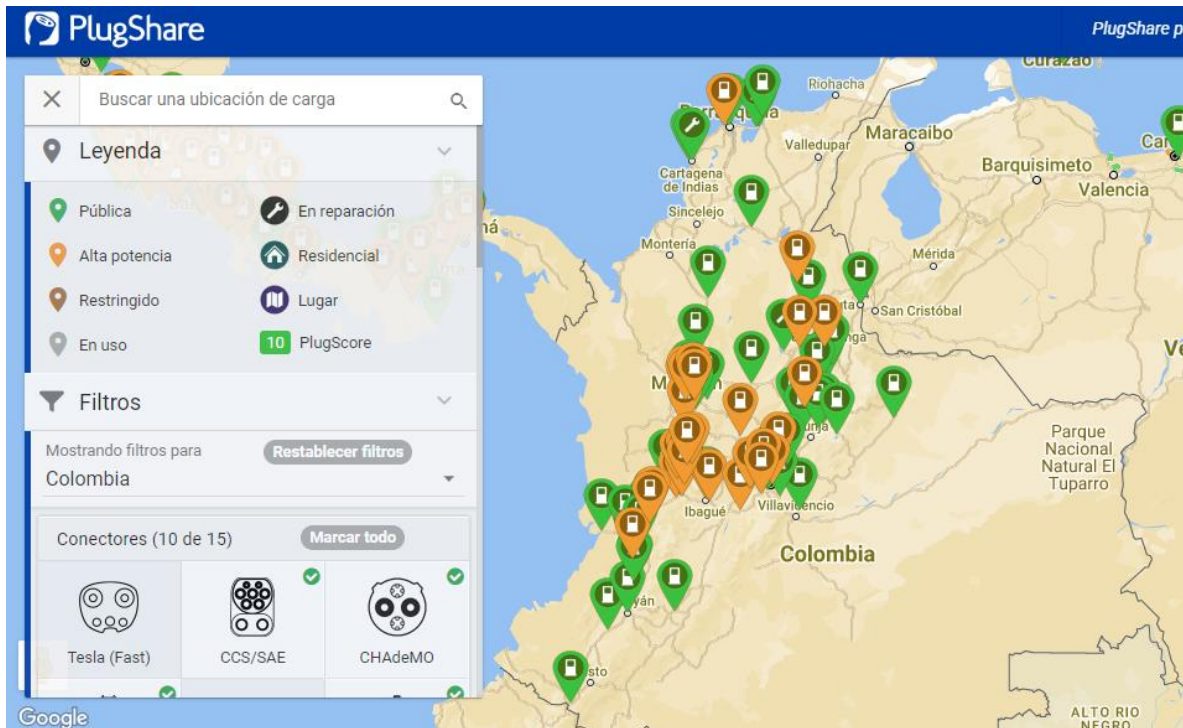 PlugShare
PlugShare p
Buscar una ubicación de carga
Leyenda
Pública
En reparación
Alta potencia
Residencial
Restringido
Lugar
En uso
10 PlugScore
Filtros
Mostrando filtros para
Restablecer filtros
Colombia
Conectores (10 de 15)
Marcar todo
Tesla (Fast)
CCS/SAE
CHAdeMO
Google
Curazao
Riohacha
Maracaibo
Valledupar
Barquisimeto
Valencia
Cartagena
de Indias
Sincelejo
Montería
Mérida
San Cristóbal
Ibagué
Villavicencio
Colombia
Parque
Nacional
Natural El
Tuparro
ALTO RIO
NEGRO